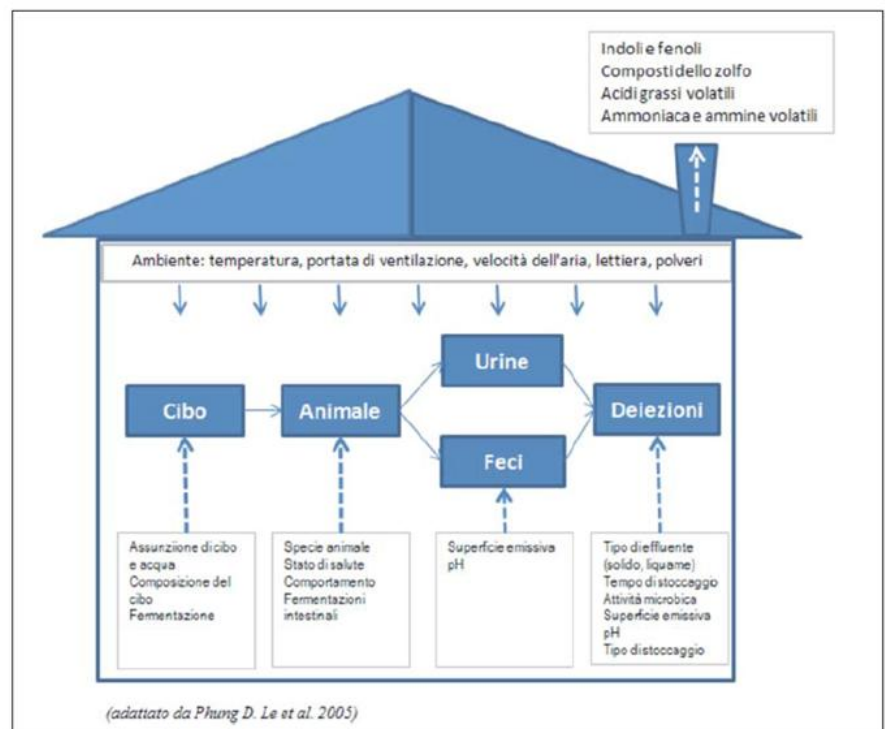 Indoli e fenoli
Composti dello zolfo
Acidi grassi volatili
Ammoniaca e ammine volatili
Ambiente: temperatura, portata di ventilazione, velocità dell'aria, lettiera, polveri
Cibo
Animale
Urine
Feci
Deiezioni
Assunziione di cibo
e acqua
Composizione del
cibo
Fermentazione
Specie animale
Stato di salute
Comportamento
Fermentazioni
intestinali
Superficie emissiva
pH
Tipo di effluente
(solido, liquame)
Tempo di stoccaggio
Attività microbica
Superficie emissiva
pH
Tipo di stoccaggio
(adattato da Phung D. Le et al. 2005)